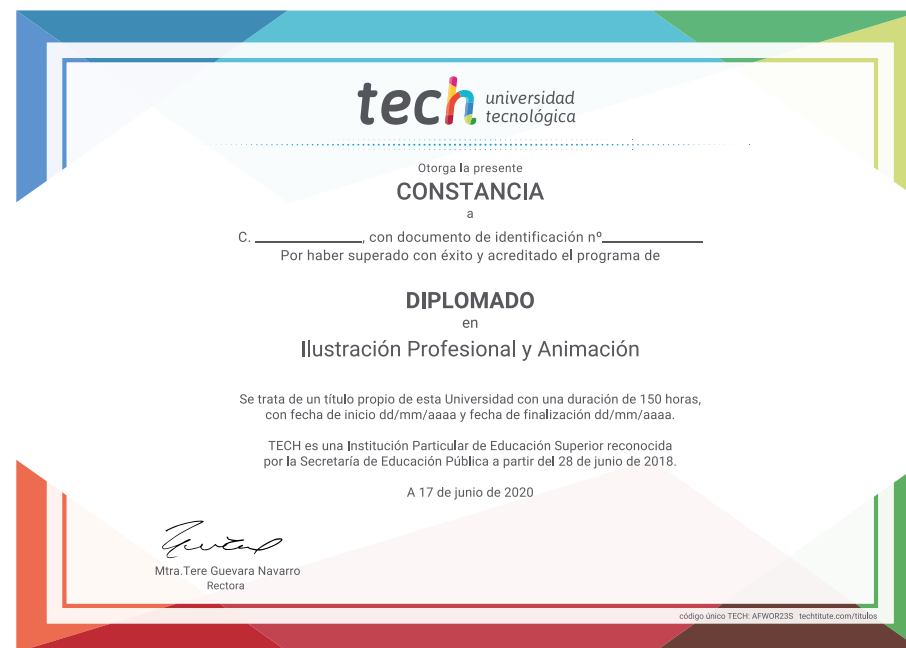 tech universidad
tecnológica
Otorga la presente
CONSTANCIA
a
C. ________________, con documento de identificación nº_______________
Por haber superado con éxito y acreditado el programa de
DIPLOMADO
en
Ilustración Profesional y Animación
Se trata de un título propio de esta Universidad con una duración de 150 horas,
con fecha de inicio dd/mm/aaaa y fecha de finalización dd/mm/aaaa.
TECH es una Institución Particular de Educación Superior reconocida
por la Secretaría de Educación Pública a partir del 28 de junio de 2018.
A 17 de junio de 2020
Mtra.Tere Guevara Navarro
Rectora
código único TECH: AFWOR23S techtitute.com/titulos